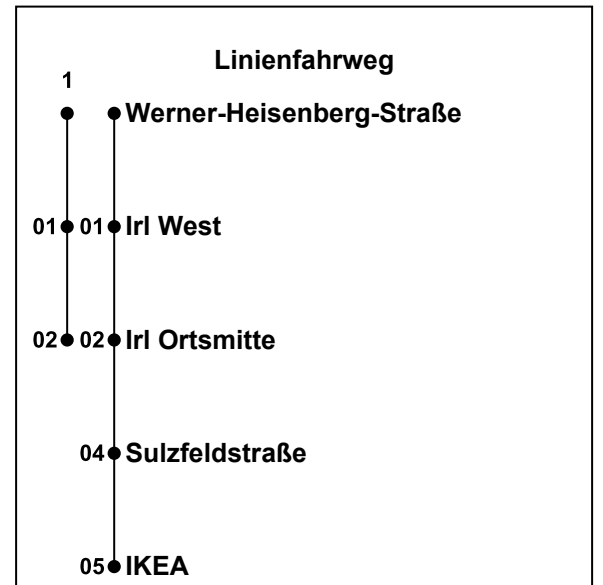 Linienfahrweg
1
Werner-Heisenberg-Straße
01 01 Irl West
02 02 Irl Ortsmitte
04 Sulzfeldstraße
05 IKEA